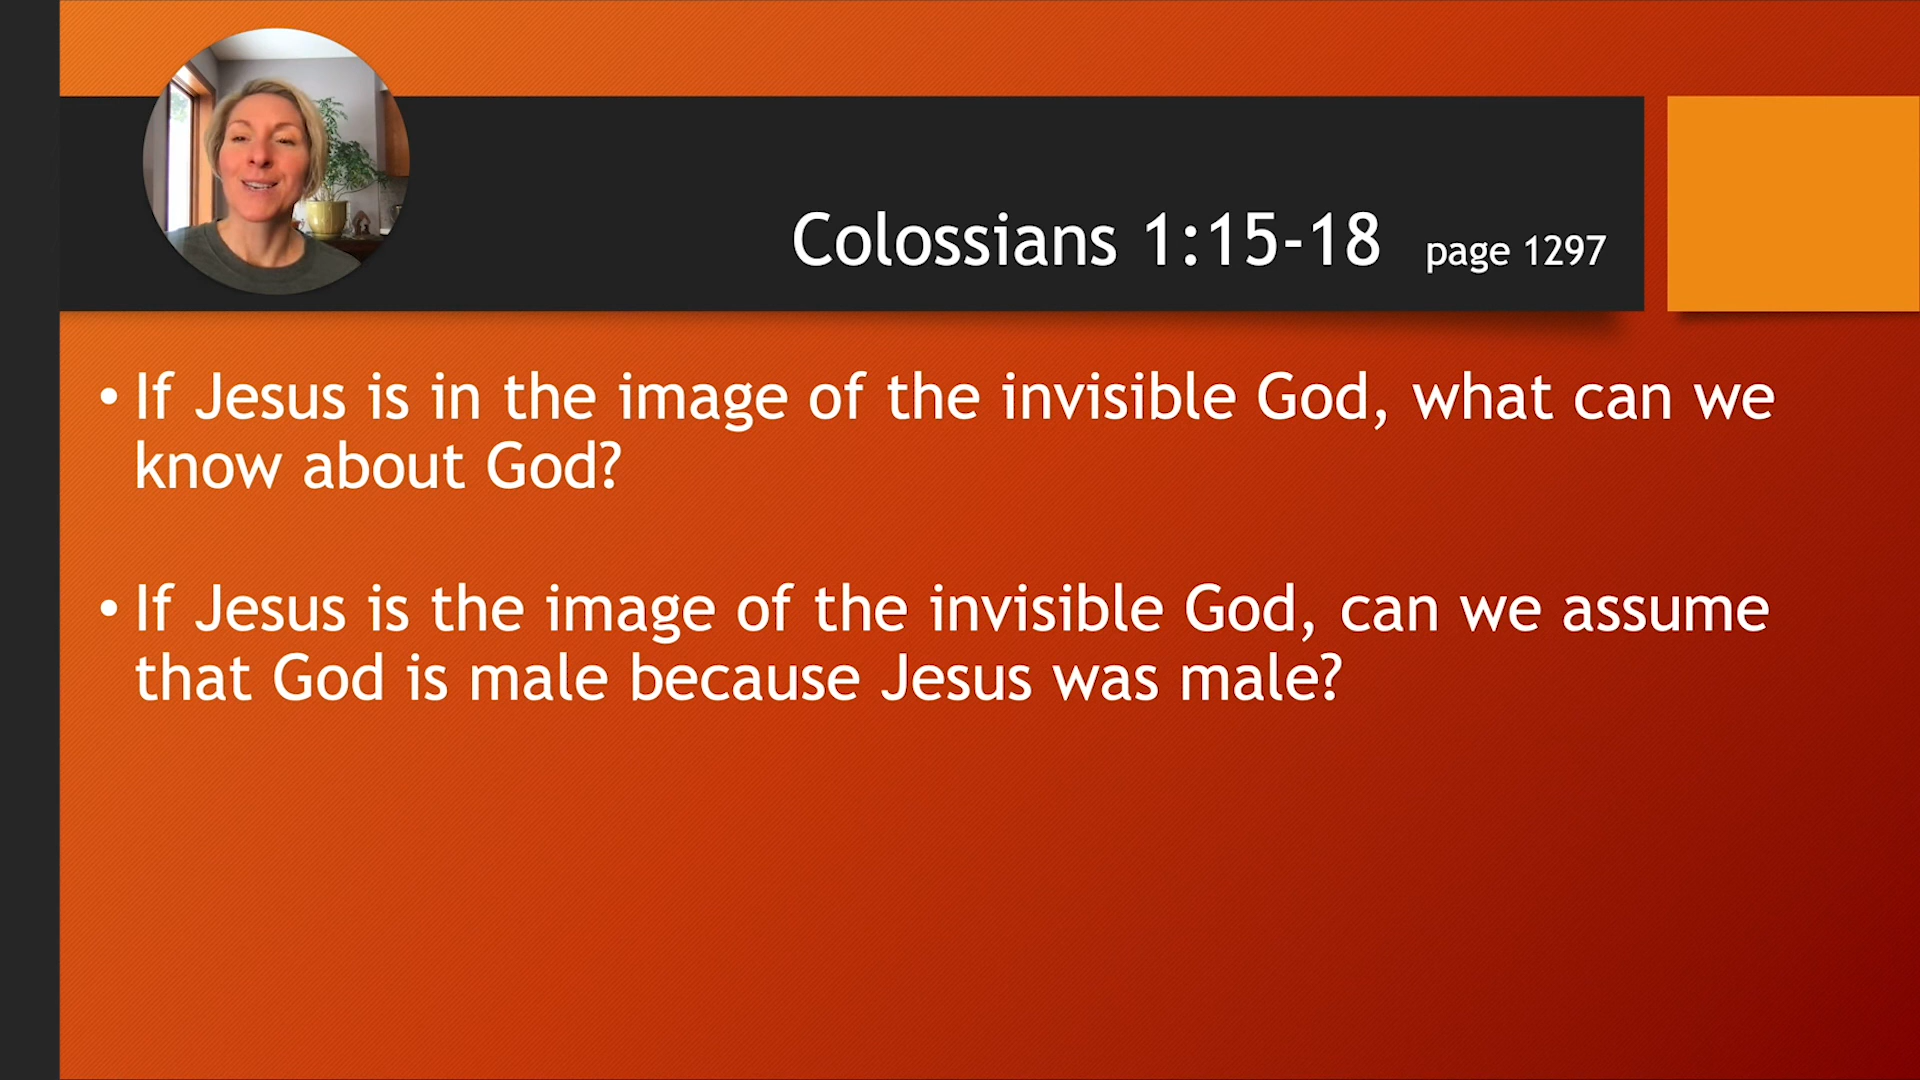 Colossians 1:15-18 page 1297
• If Jesus is in the image of the invisible God, what can we
know about God?
• If Jesus is the image of the invisible God, can we assume
that God is male because Jesus was male?